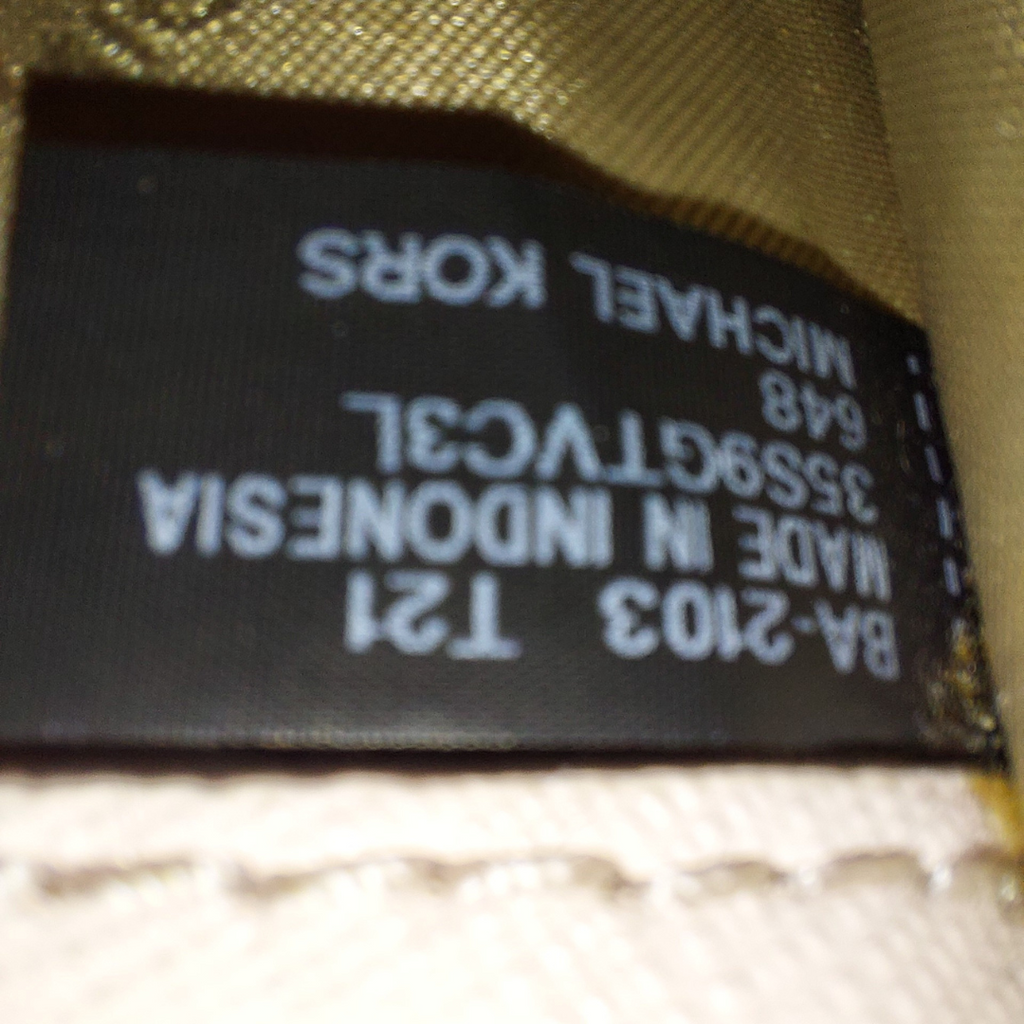 BA-2103 T21
MADE IN INDONESIA
35S9GTVC3L
648
MICHAEL KORS